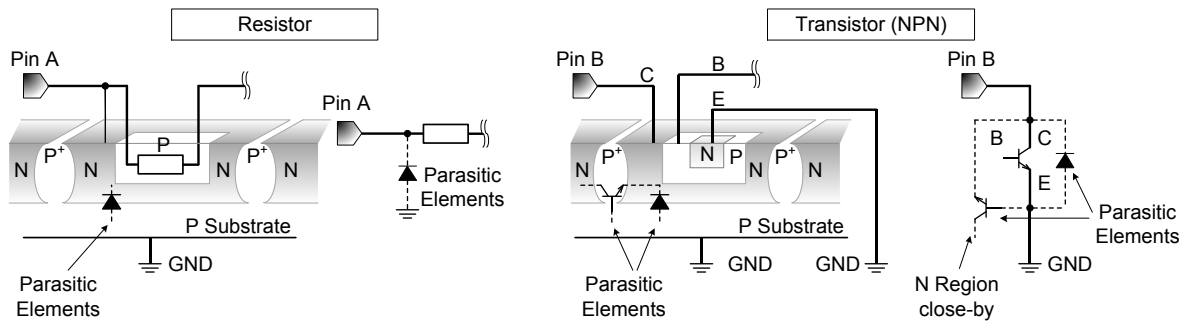 Resistor
Pin A
N
P+
N
P
N
P+
N
P Substrate
GND
Parasitic
Elements
Pin A
Parasitic
Elements
Transistor (NPN)
Pin B
C
B
E
N
P+
N
N
P
N
P+
N
P Substrate
GND
GND
Parasitic
Elements
Pin B
B
C
E
Parasitic
Elements
GND
N Region
close-by